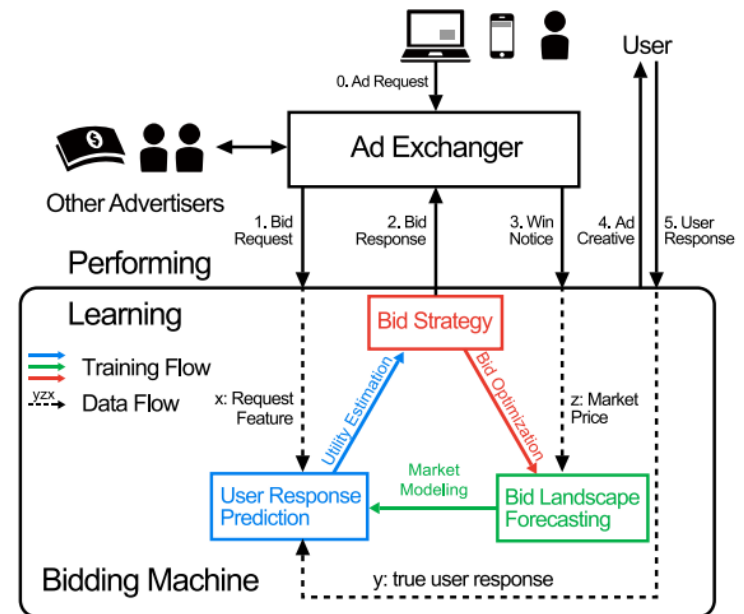 User
0. Ad Request
$
Ad Exchanger
Other Advertisers
1. Bid
Request
2. Bid
Response
3. Win
Notice
4. Ad
Creative
5. User
Response
Performing
Learning
Bid Strategy
Training Flow
yzx
Data Flow
x: Request
Feature
Utility Estimation
Bid Optimization
z: Market
Price
Market
Modeling
User Response
Prediction
Bid Landscape
Forecasting
Bidding Machine
y: true user response